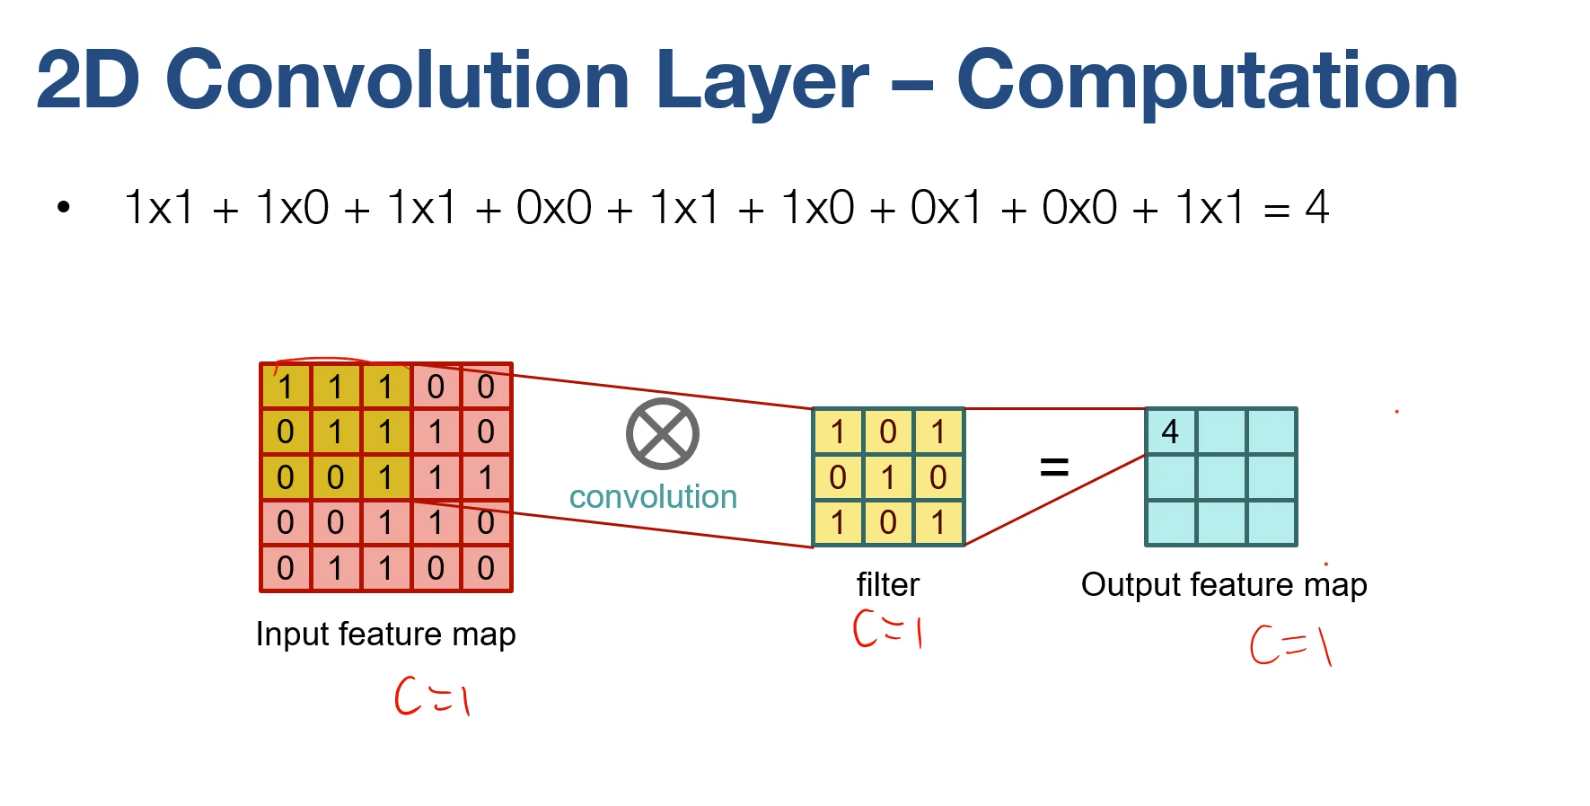 2D Convolution Layer – Computation
• 1x1 + 1x0 + 1x1 + 0x0 + 1x1 + 1x0 + 0x1 + 0x0 + 1x1 = 4
1 1 1 0 0
0 1 1 1 0
0 0 1 1 1
0 0 1 1 0
0 1 1 0 0
Input feature map
C=1
convolution
1 0 1
0 1 0
1 0 1
filter
C=1
=
4
Output feature map
C=1